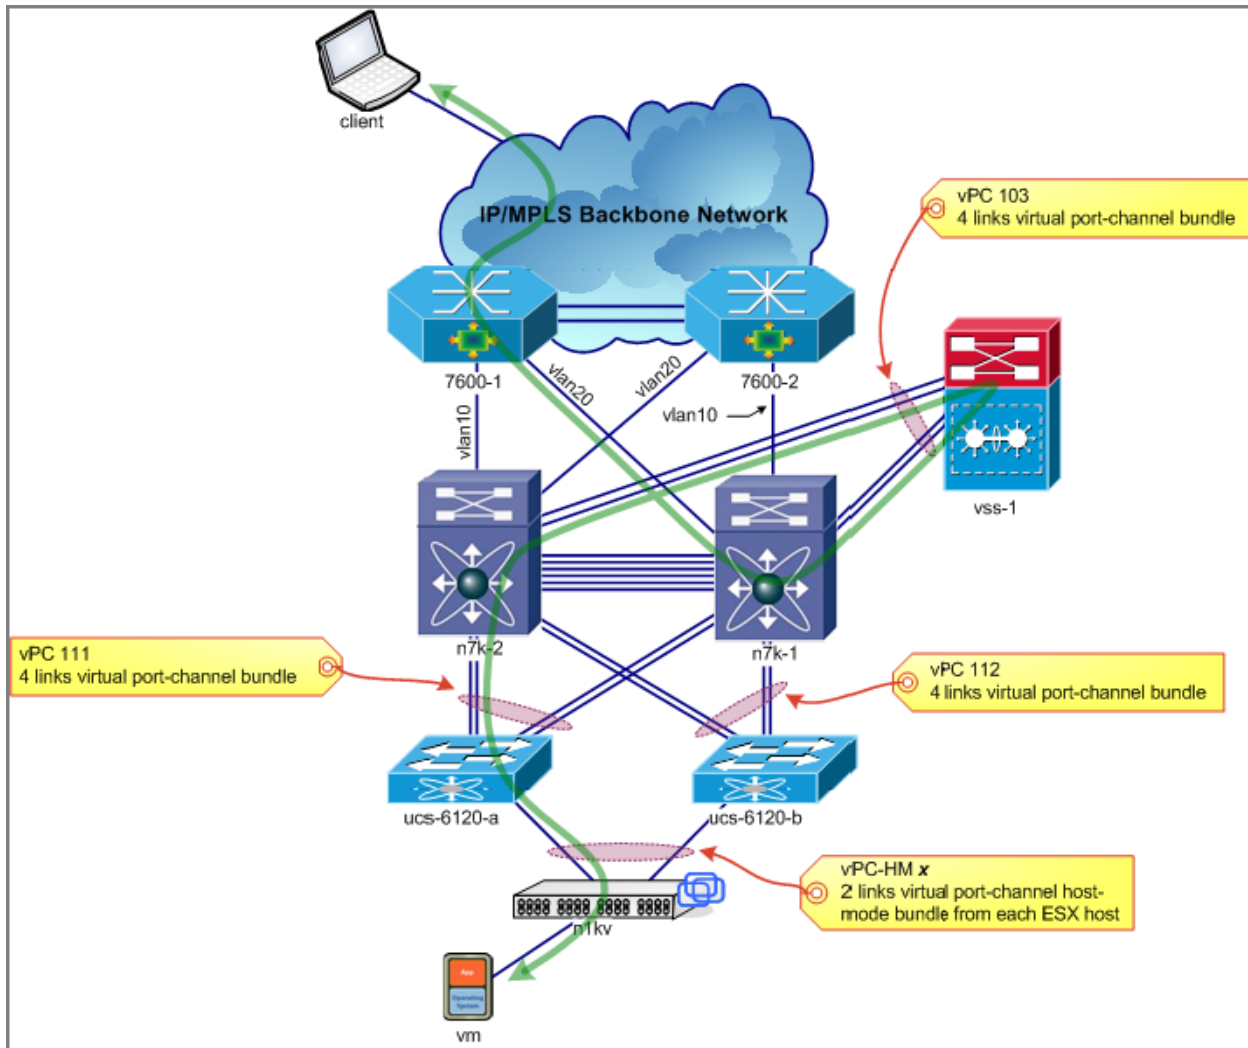 client
IP/MPLS Backbone Network
vPC 103
4 links virtual port-channel bundle
7600-1
vlan20
vlan20
7600-2
vlan10
vlan10
vss-1
n7k-2
n7k-1
vPC 111
4 links virtual port-channel bundle
vPC 112
4 links virtual port-channel bundle
ucs-6120-a
ucs-6120-b
vPC-HM x
2 links virtual port-channel host-
mode bundle from each ESX host
n1kv
App
Operating
System
vm